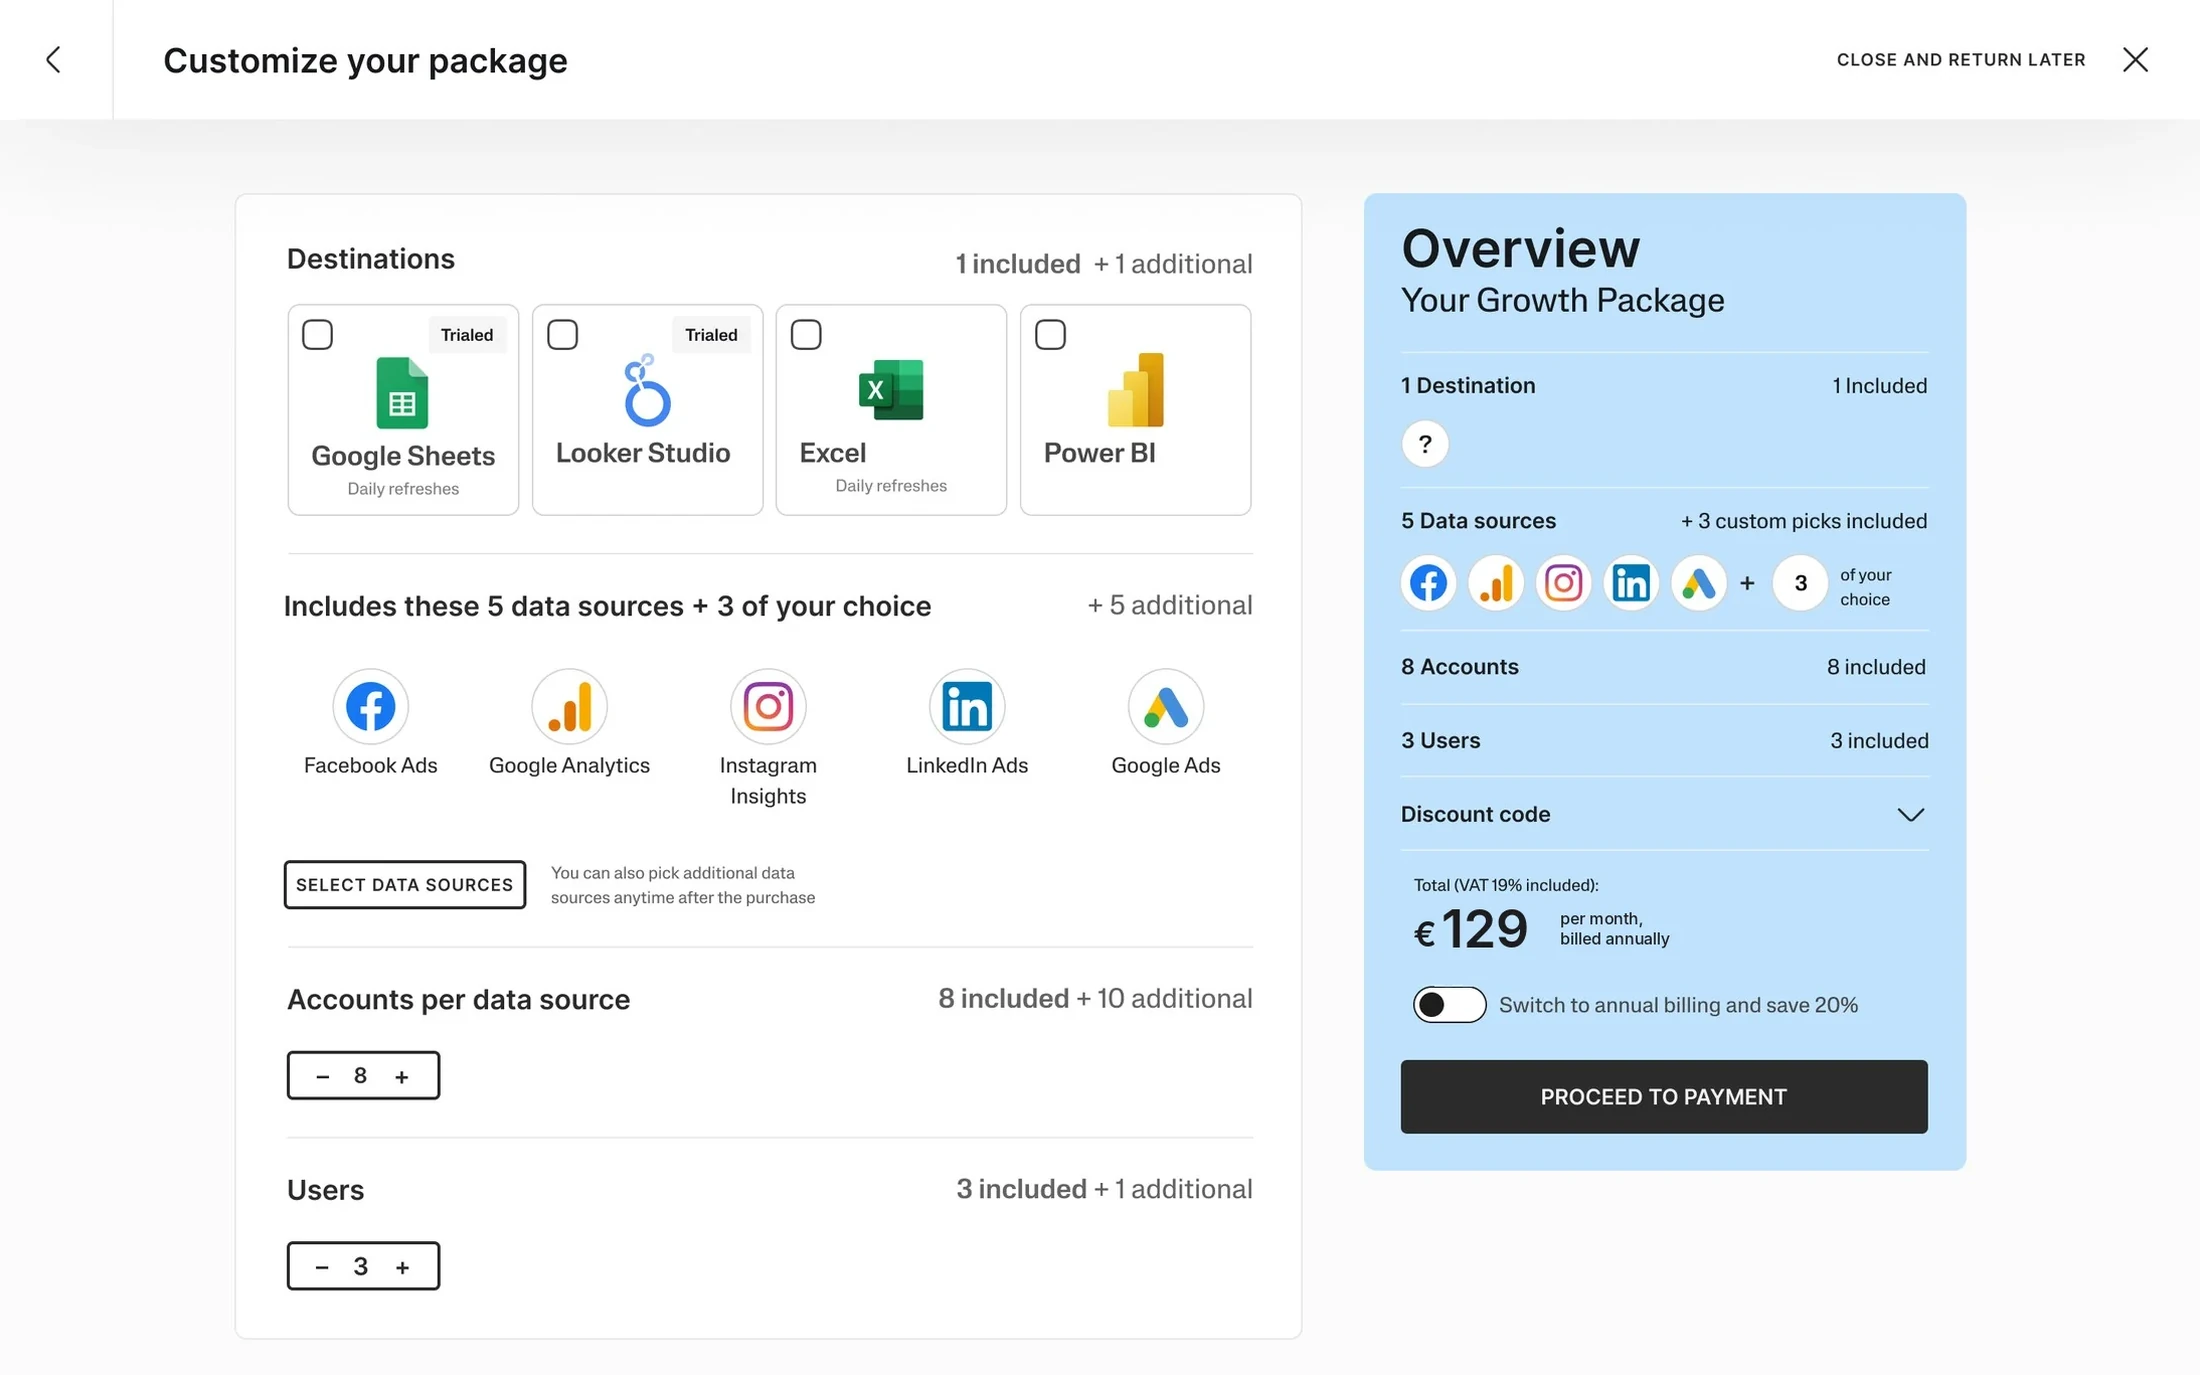 Customize your package
CLOSE AND RETURN LATER
Destinations
1 included + 1 additional
Trialed
Google Sheets
Daily refreshes
Trialed
Looker Studio
X
Excel
Daily refreshes
Power BI
Includes these 5 data sources + 3 of your choice
+ 5 additional
Facebook Ads
Google Analytics
Instagram
Insights
in
LinkedIn Ads
Google Ads
SELECT DATA SOURCES
You can also pick additional data
sources anytime after the purchase
Accounts per data source
8 included + 10 additional
− 8 +
Users
3 included + 1 additional
− 3 +
Overview
Your Growth Package
1 Destination
1 Included
?
5 Data sources
+ 3 custom picks included
in
+ 3
of your
choice
8 Accounts
8 included
3 Users
3 included
Discount code
Total (VAT 19% included):
€ 129
per month,
billed annually
Switch to annual billing and save 20%
PROCEED TO PAYMENT